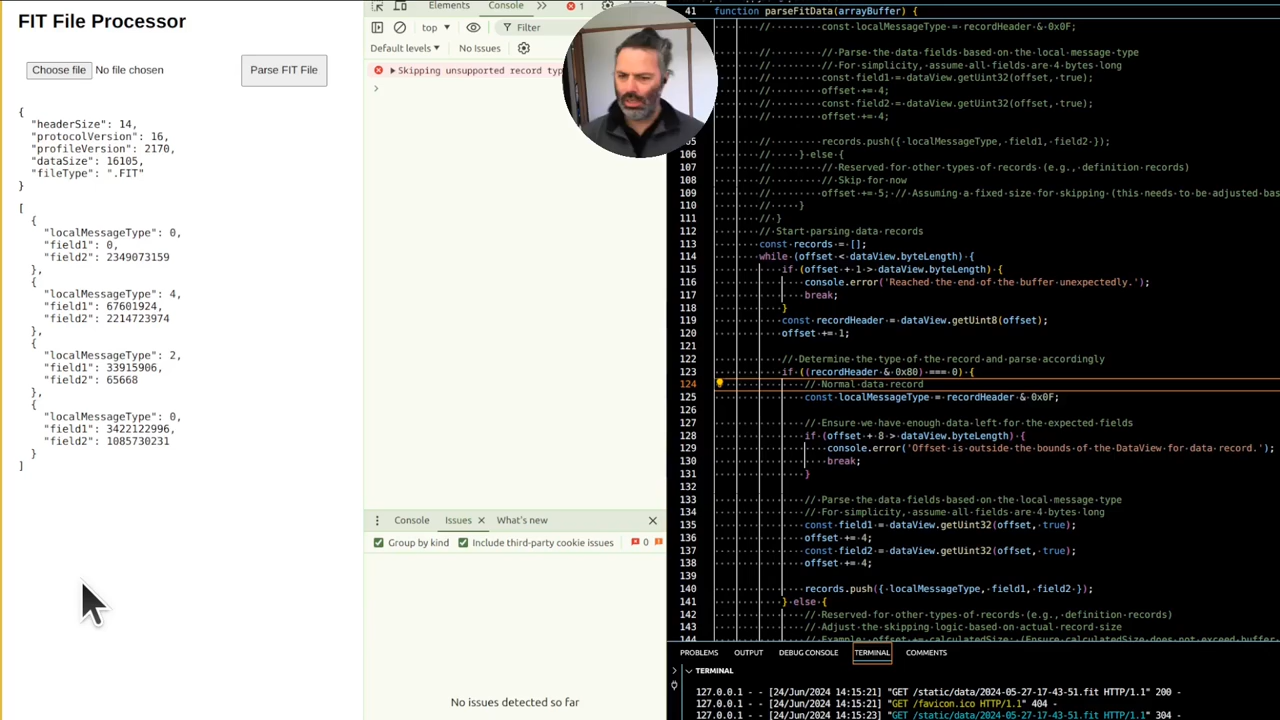 FIT File Processor
Choose file No file chosen
Parse FIT File
{
"headerSize": 14,
"protocolVersion": 16,
"profileVersion": 2170,
"dataSize": 16105,
"fileType": ".FIT"
}
[
{
"localMessageType": 0,
"field1": 0,
"field2": 2349073159
},
{
"localMessageType": 4,
"field1": 67601924,
"field2": 2214723974
},
{
"localMessageType": 2,
"field1": 33915906,
"field2": 65668
},
{
"localMessageType": 0,
"field1": 3422122996,
"field2": 1085730231
}
]
Elements Console 1
top Filter
Default levels No Issues
Skipping unsupported record typ
Console Issues What's new
Group by kind Include third-party cookie issues 0
No issues detected so far
41 function parseFitData(arrayBuffer) {
// const localMessageType = recordHeader & 0x0F;
// // Parse the data fields based on the local message type
// // For simplicity, assume all fields are 4 bytes long
// const field1 = dataView.getUint32(offset, true);
// offset += 4;
// const field2 = dataView.getUint32(offset, true);
// offset += 4;
//
05 // records.push({ localMessageType, field1, field2 });
106 // } else {
107 // // Reserved for other types of records (e.g., definition records)
108 // // Skip for now
109 // offset += 5; // Assuming a fixed size for skipping (this needs to be adjusted bas
110 // }
111 // }
112 // Start parsing data records
113 const records = [];
114 while (offset < dataView.byteLength) {
115 if (offset + 1 > dataView.byteLength) {
116 console.error('Reached the end of the buffer unexpectedly.');
117 break;
118 }
119 const recordHeader = dataView.getUint8(offset);
120 offset += 1;
121
122 // Determine the type of the record and parse accordingly
123 if ((recordHeader & 0x80) === 0) {
124 // Normal data record
125 const localMessageType = recordHeader & 0x0F;
126
127 // Ensure we have enough data left for the expected fields
128 if (offset + 8 > dataView.byteLength) {
129 console.error('Offset is outside the bounds of the DataView for data record.');
130 break;
131 }
132
133 // Parse the data fields based on the local message type
134 // For simplicity, assume all fields are 4 bytes long
135 const field1 = dataView.getUint32(offset, true);
136 offset += 4;
137 const field2 = dataView.getUint32(offset, true);
138 offset += 4;
139
140 records.push({ localMessageType, field1, field2 });
141 } else {
142 // Reserved for other types of records (e.g., definition records)
143 // Adjust the skipping logic based on actual record size
144 // Example: offset += calculatedSize; (Ensure calculatedSize does not exceed buffer
PROBLEMS OUTPUT DEBUG CONSOLE TERMINAL COMMENTS
TERMINAL
127.0.0.1 - - [24/Jun/2024 14:15:21] "GET /static/data/2024-05-27-17-43-51.fit HTTP/1.1" 200 -
127.0.0.1 - - [24/Jun/2024 14:15:21] "GET /favicon.ico HTTP/1.1" 404 -
127.0.0.1 - - [24/Jun/2024 14:15:23] "GET /static/data/2024-05-27-17-43-51.fit HTTP/1.1" 304 -